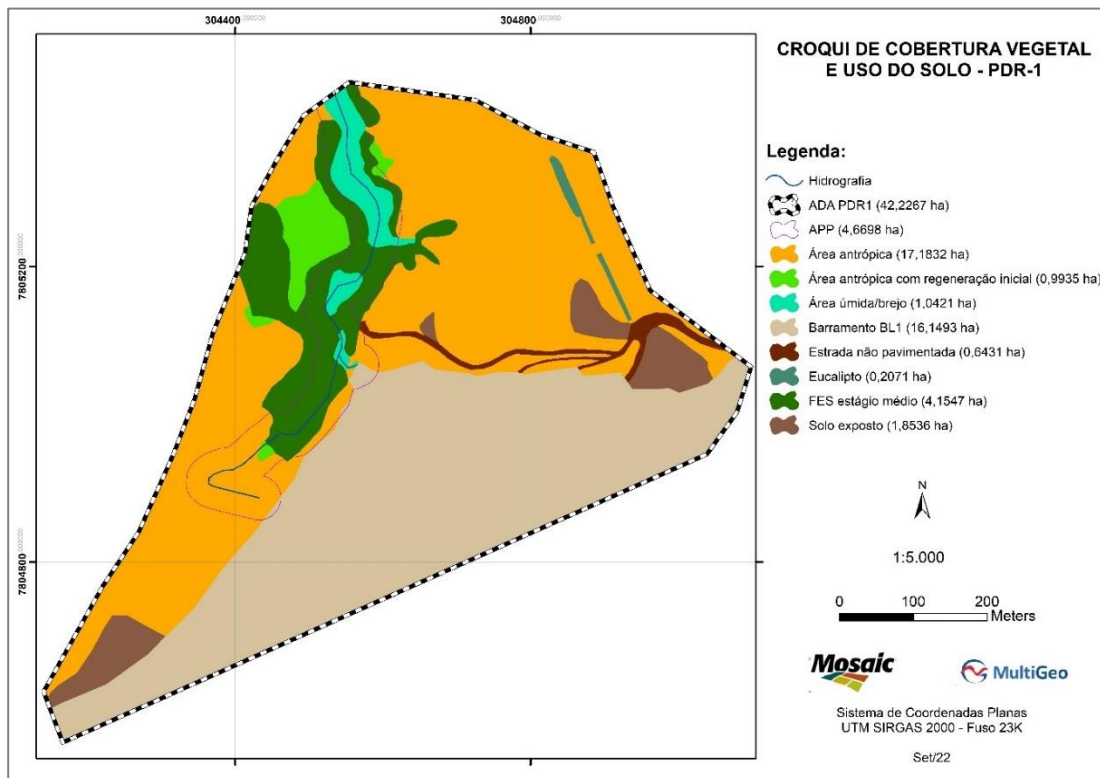 304400,000000
304800,000000
7805200,000000
7804800,000000
CROQUI DE COBERTURA VEGETAL
E USO DO SOLO - PDR-1
Legenda:
Hidrografia
ADA PDR1 (42,2267 ha)
APP (4,6698 ha)
Área antrópica (17,1832 ha)
Área antrópica com regeneração inicial (0,9935 ha)
Área úmida/brejo (1,0421 ha)
Barramento BL1 (16,1493 ha)
Estrada não pavimentada (0,6431 ha)
Eucalipto (0,2071 ha)
FES estágio médio (4,1547 ha)
Solo exposto (1,8536 ha)
N
1:5.000
0 100 200
Meters
Mosaic
MultiGeo
Sistema de Coordenadas Planas
UTM SIRGAS 2000 - Fuso 23K
Set/22